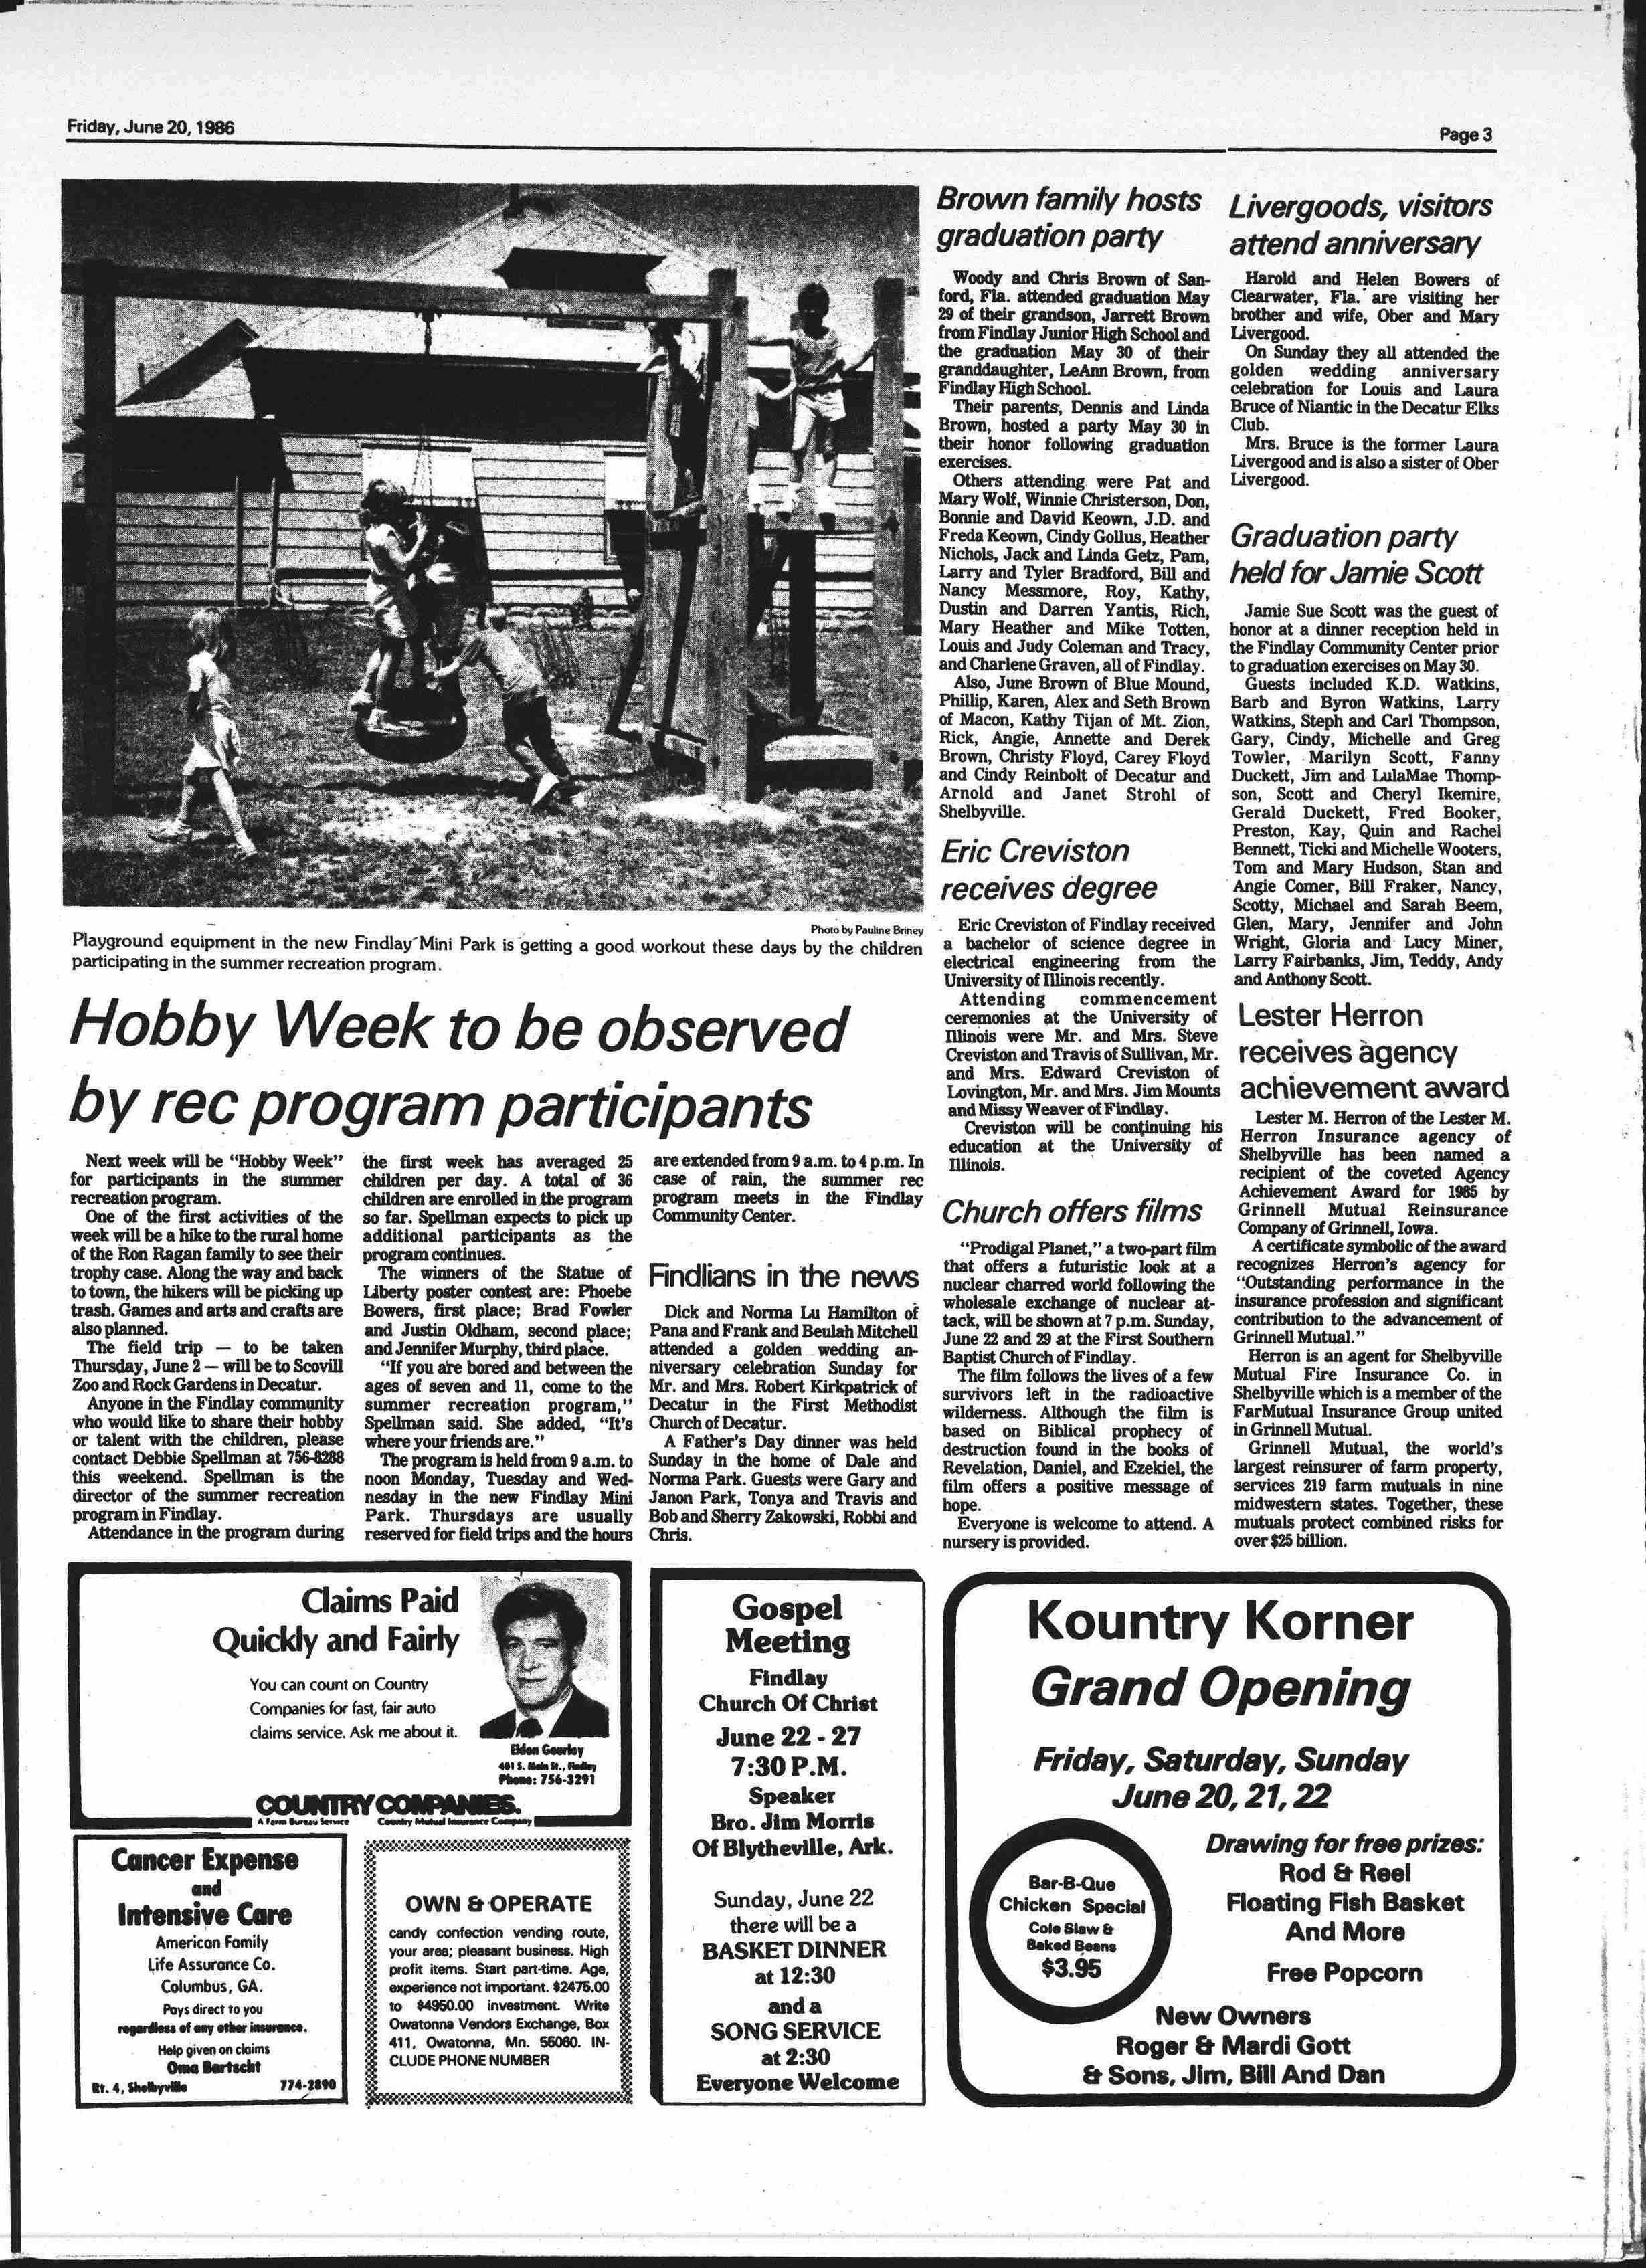 Friday, June 20, 1986
Page 3
Photo by Pauline Briney
Playground equipment in the new Findlay Mini Park is getting a good workout these days by the children
participating in the summer recreation program.
Hobby Week to be observed
by rec program participants
Next week will be "Hobby Week"
for participants in the summer
recreation program.
One of the first activities of the
week will be a hike to the rural home
of the Ron Ragan family to see their
trophy case. Along the way and back
to town, the hikers will be picking up
trash. Games and arts and crafts are
also planned.
The field trip — to be taken
Thursday, June 2 — will be to Scovill
Zoo and Rock Gardens in Decatur.
Anyone in the Findlay community
who would like to share their hobby
or talent with the children, please
contact Debbie Spellman at 756-8288
this weekend. Spellman is the
director of the summer recreation
program in Findlay.
Attendance in the program during
the first week has averaged 25
children per day. A total of 36
children are enrolled in the program
so far. Spellman expects to pick up
additional participants as the
program continues.
The winners of the Statue of
Liberty poster contest are: Phoebe
Bowers, first place; Brad Fowler
and Justin Oldham, second place;
and Jennifer Murphy, third place.
"If you are bored and between the
ages of seven and 11, come to the
summer recreation program,"
Spellman said. She added, "It's
where your friends are."
The program is held from 9 a.m. to
noon Monday, Tuesday and Wed-
nesday in the new Findlay Mini
Park. Thursdays are usually
reserved for field trips and the hours
are extended from 9 a.m. to 4 p.m. In
case of rain, the summer rec
program meets in the Findlay
Community Center.
Findlians in the news
Dick and Norma Lu Hamilton of
Pana and Frank and Beulah Mitchell
attended a golden wedding an-
niversary celebration Sunday for
Mr. and Mrs. Robert Kirkpatrick of
Decatur in the First Methodist
Church of Decatur.
A Father's Day dinner was held
Sunday in the home of Dale and
Norma Park. Guests were Gary and
Janon Park, Tonya and Travis and
Bob and Sherry Zakowski, Robbi and
Chris.
Brown family hosts
graduation party
Woody and Chris Brown of San-
ford, Fla. attended graduation May
29 of their grandson, Jarrett Brown
from Findlay Junior High School and
the graduation May 30 of their
granddaughter, LeAnn Brown, from
Findlay High School.
Their parents, Dennis and Linda
Brown, hosted a party May 30 in
their honor following graduation
exercises.
Others attending were Pat and
Mary Wolf, Winnie Christerson, Don,
Bonnie and David Keown, J.D. and
Freda Keown, Cindy Gollus, Heather
Nichols, Jack and Linda Getz, Pam,
Larry and Tyler Bradford, Bill and
Nancy Messmore, Roy, Kathy,
Dustin and Darren Yantis, Rich,
Mary Heather and Mike Totten,
Louis and Judy Coleman and Tracy,
and Charlene Graven, all of Findlay.
Also, June Brown of Blue Mound,
Phillip, Karen, Alex and Seth Brown
of Macon, Kathy Tijan of Mt. Zion,
Rick, Angie, Annette and Derek
Brown, Christy Floyd, Carey Floyd
and Cindy Reinbolt of Decatur and
Arnold and Janet Strohl of
Shelbyville.
Eric Creviston
receives degree
Eric Creviston of Findlay received
a bachelor of science degree in
electrical engineering from the
University of Illinois recently.
Attending commencement
ceremonies at the University of
Illinois were Mr. and Mrs. Steve
Creviston and Travis of Sullivan, Mr.
and Mrs. Edward Creviston of
Lovington, Mr. and Mrs. Jim Mounts
and Missy Weaver of Findlay.
Creviston will be continuing his
education at the University of
Illinois.
Church offers films
"Prodigal Planet," a two-part film
that offers a futuristic look at a
nuclear charred world following the
wholesale exchange of nuclear at-
tack, will be shown at 7 p.m. Sunday,
June 22 and 29 at the First Southern
Baptist Church of Findlay.
The film follows the lives of a few
survivors left in the radioactive
wilderness. Although the film is
based on Biblical prophecy of
destruction found in the books of
Revelation, Daniel, and Ezekiel, the
film offers a positive message of
hope.
Everyone is welcome to attend. A
nursery is provided.
Livergoods, visitors
attend anniversary
Harold and Helen Bowers of
Clearwater, Fla. are visiting her
brother and wife, Ober and Mary
Livergood.
On Sunday they all attended the
golden wedding anniversary
celebration for Louis and Laura
Bruce of Niantic in the Decatur Elks
Club.
Mrs. Bruce is the former Laura
Livergood and is also a sister of Ober
Livergood.
Graduation party
held for Jamie Scott
Jamie Sue Scott was the guest of
honor at a dinner reception held in
the Findlay Community Center prior
to graduation exercises on May 30.
Guests included K.D. Watkins,
Barb and Byron Watkins, Larry
Watkins, Steph and Carl Thompson,
Gary, Cindy, Michelle and Greg
Towler, Marilyn Scott, Fanny
Duckett, Jim and LulaMae Thomp-
son, Scott and Cheryl Ikemire,
Gerald Duckett, Fred Booker,
Preston, Kay, Quin and Rachel
Bennett, Ticki and Michelle Wooters,
Tom and Mary Hudson, Stan and
Angie Comer, Bill Fraker, Nancy,
Scotty, Michael and Sarah Beem,
Glen, Mary, Jennifer and John
Wright, Gloria and Lucy Miner,
Larry Fairbanks, Jim, Teddy, Andy
and Anthony Scott.
Lester Herron
receives agency
achievement award
Lester M. Herron of the Lester M.
Herron Insurance agency of
Shelbyville has been named a
recipient of the coveted Agency
Achievement Award for 1985 by
Grinnell Mutual Reinsurance
Company of Grinnell, Iowa.
A certificate symbolic of the award
recognizes Herron's agency for
"Outstanding performance in the
insurance profession and significant
contribution to the advancement of
Grinnell Mutual."
Herron is an agent for Shelbyville
Mutual Fire Insurance Co. in
Shelbyville which is a member of the
FarMutual Insurance Group united
in Grinnell Mutual.
Grinnell Mutual, the world's
largest reinsurer of farm property,
services 219 farm mutuals in nine
midwestern states. Together, these
mutuals protect combined risks for
over $25 billion.
Claims Paid
Quickly and Fairly
You can count on Country
Companies for fast, fair auto
claims service. Ask me about it.
Eldon Gourley
401 S. Main St., Findlay
Phone: 756-3291
COUNTRY COMPANIES.
A Farm Bureau Service
Country Mutual Insurance Company
Cancer Expense
and
Intensive Care
American Family
Life Assurance Co.
Columbus, GA.
Pays direct to you
regardless of any other insurance.
Help given on claims
Oma Bartscht
Rt. 4, Shelbyville 774-2890
OWN & OPERATE
candy confection vending route,
your area; pleasant business. High
profit items. Start part-time. Age,
experience not important. $2475.00
to $4950.00 investment. Write
Owatonna Vendors Exchange, Box
411, Owatonna, Mn. 55060. IN-
CLUDE PHONE NUMBER
Gospel
Meeting
Findlay
Church Of Christ
June 22 - 27
7:30 P.M.
Speaker
Bro. Jim Morris
Of Blytheville, Ark.
Sunday, June 22
there will be a
BASKET DINNER
at 12:30
and a
SONG SERVICE
at 2:30
Everyone Welcome
Kountry Korner
Grand Opening
Friday, Saturday, Sunday
June 20, 21, 22
Bar-B-Que
Chicken Special
Cole Slaw &
Baked Beans
$3.95
Drawing for free prizes:
Rod & Reel
Floating Fish Basket
And More
Free Popcorn
New Owners
Roger & Mardi Gott
& Sons, Jim, Bill And Dan